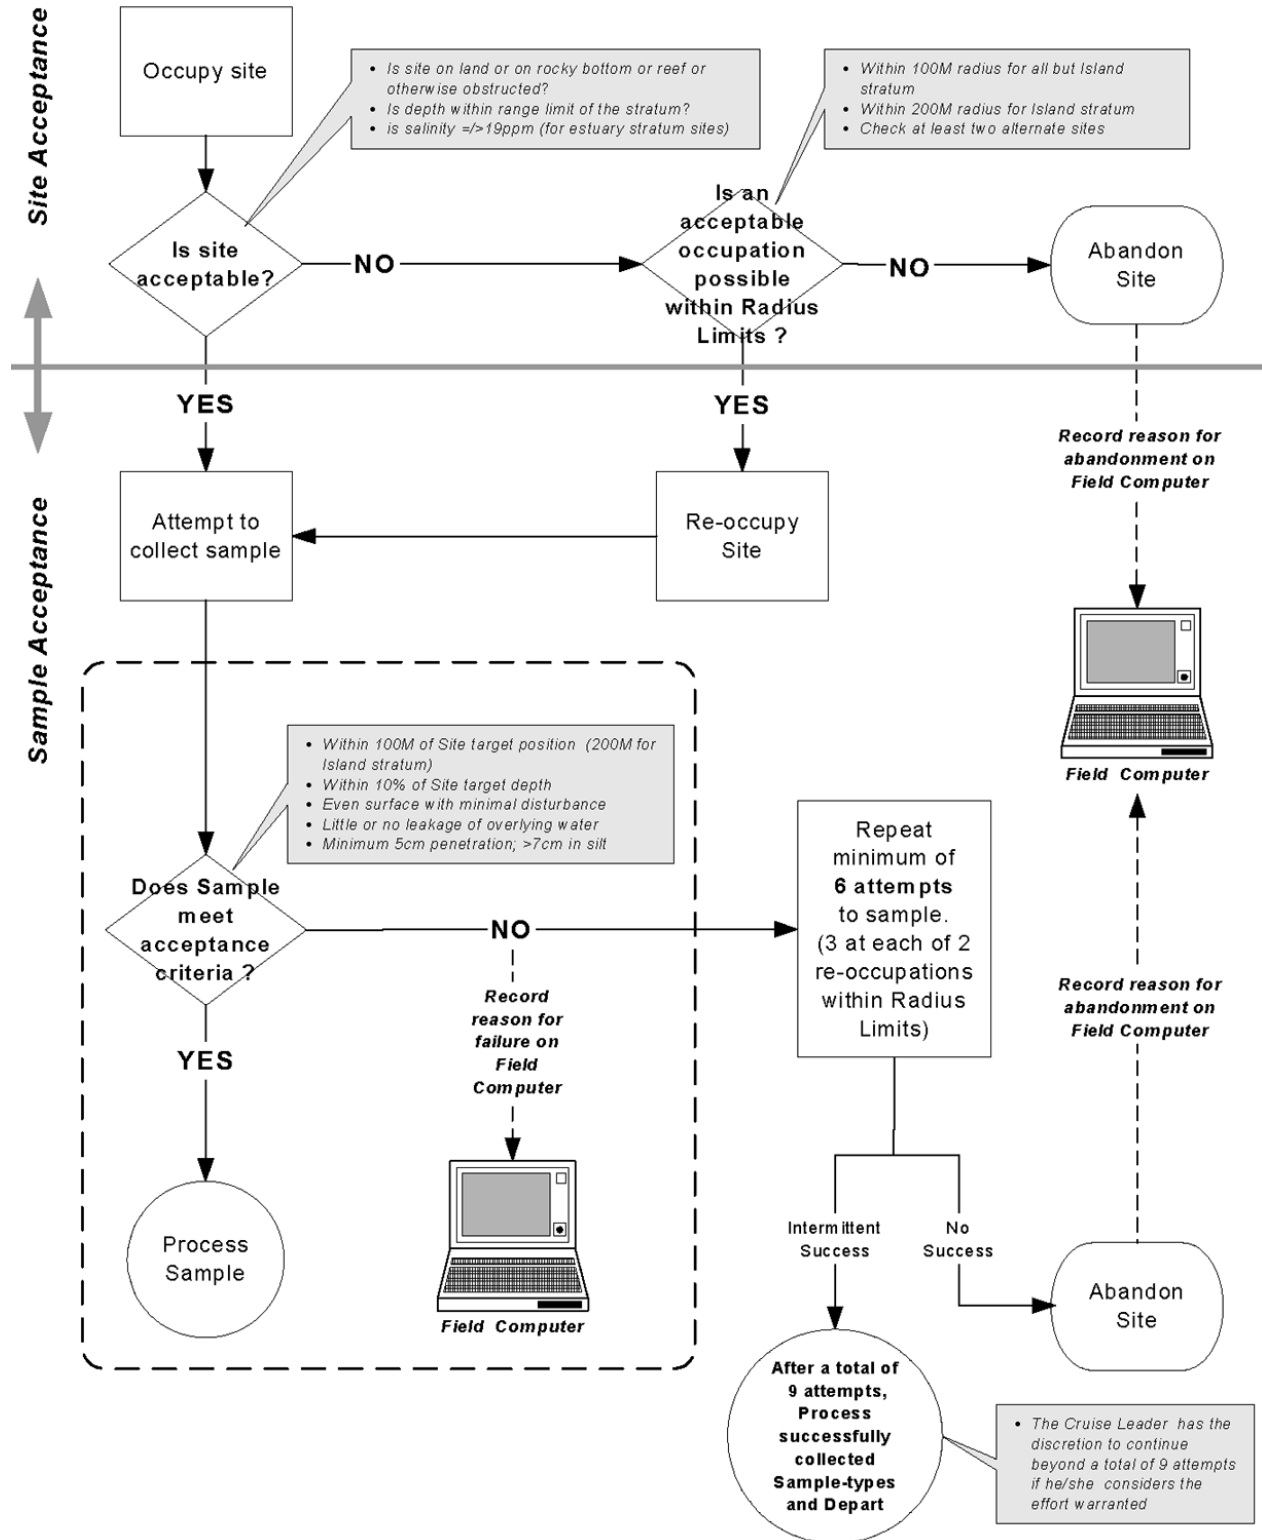 Site Acceptance
Occupy site
• Is site on land or on rocky bottom or reef or
otherwise obstructed?
• Is depth within range limit of the stratum?
• is salinity =/>19ppm (for estuary stratum sites)
• Within 100M radius for all but Island
stratum
• Within 200M radius for Island stratum
• Check at least two alternate sites
Is site
acceptable?
NO
Is an
acceptable
occupation
possible
within Radius
Limits ?
NO
Abandon
Site
YES
YES
Record reason for
abandonment on
Field Computer
Sample Acceptance
Attempt to
collect sample
Re-occupy
Site
Field Computer
• Within 100M of Site target position (200M for
Island stratum)
• Within 10% of Site target depth
• Even surface with minimal disturbance
• Little or no leakage of overlying water
• Minimum 5cm penetration; >7cm in silt
Does Sample
meet
acceptance
criteria ?
NO
Repeat
minimum of
6 attempts
to sample.
(3 at each of 2
re-occupations
within Radius
Limits)
Record
reason for
failure on
Field
Computer
Record reason for
abandonment on
Field Computer
YES
Process
Sample
Field Computer
Intermittent
Success
No
Success
Abandon
Site
After a total of
9 attempts,
Process
successfully
collected
Sample-types
and Depart
• The Cruise Leader has the
discretion to continue
beyond a total of 9 attempts
if he/she considers the
effort warranted